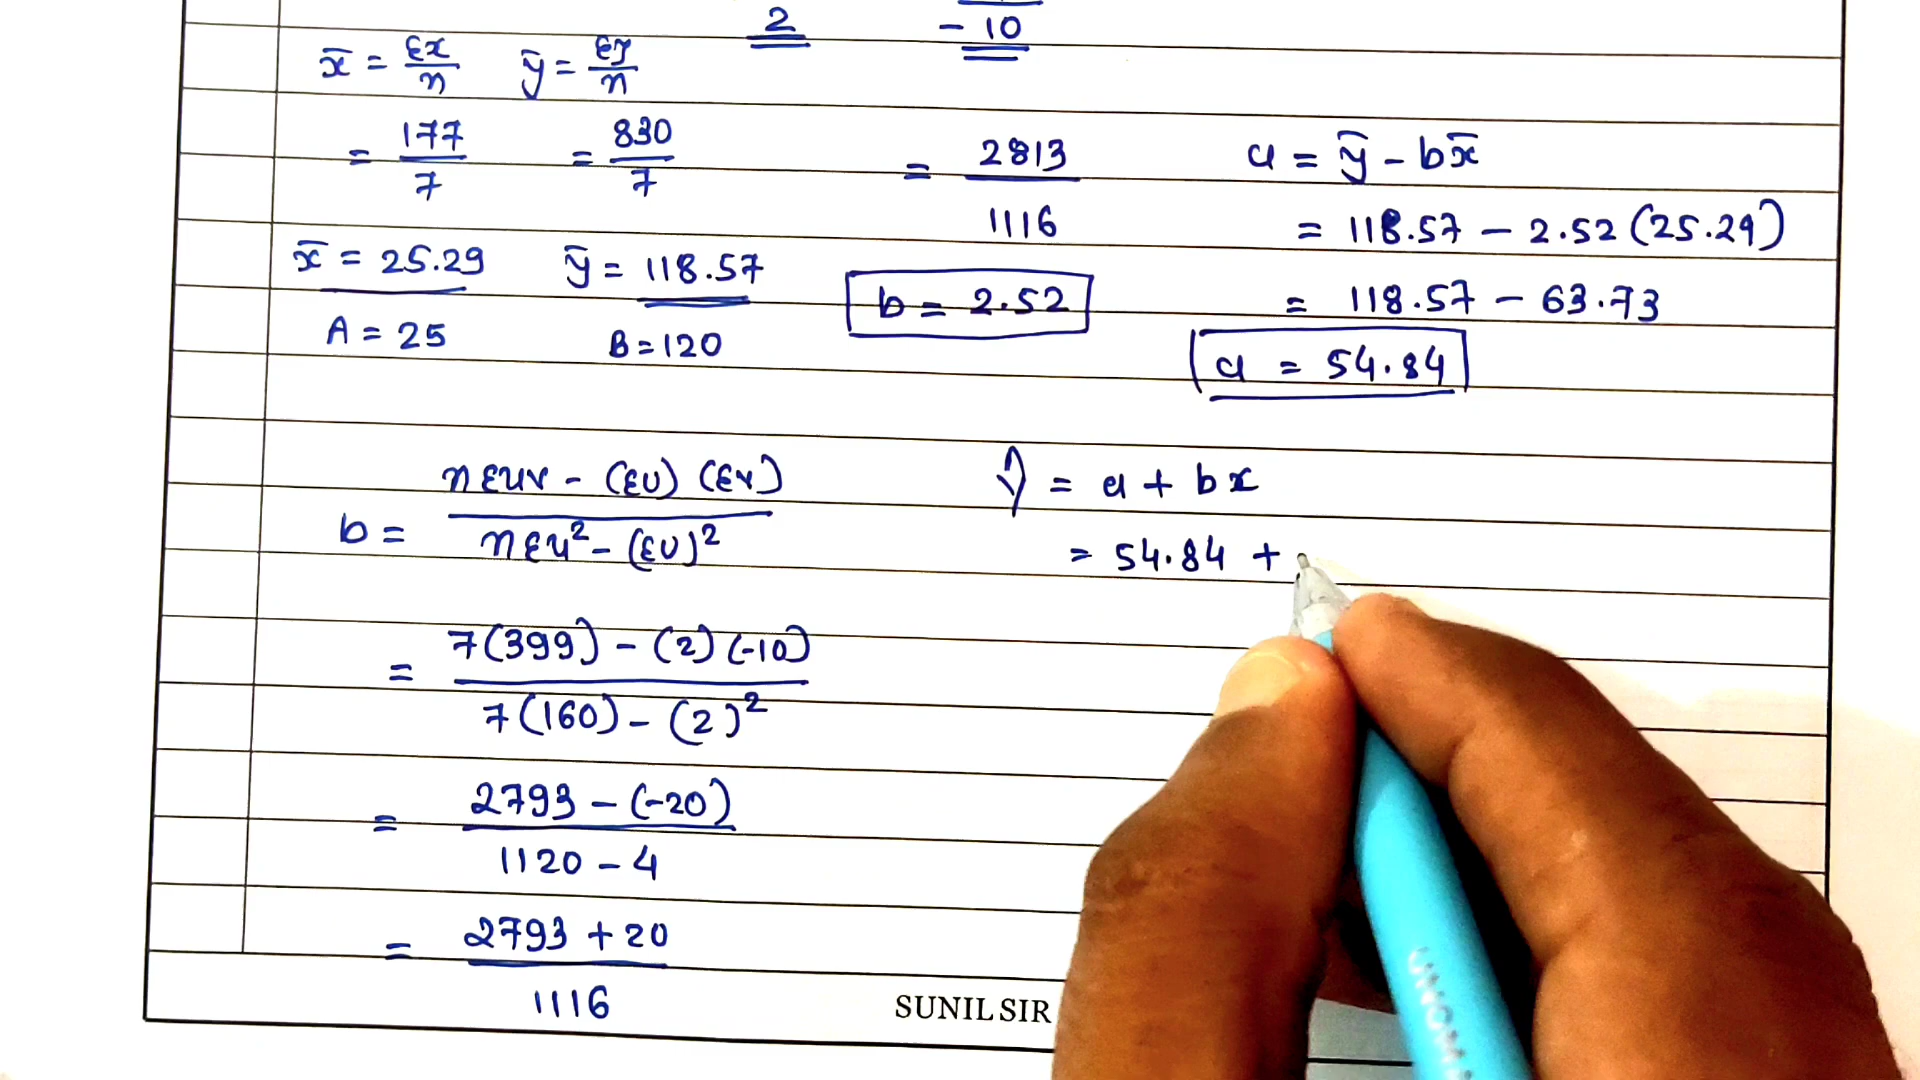 2 - 10
x̄ = Σx/n ȳ = Σy/n
= 177/7 = 830/7
x̄ = 25.29 ȳ = 118.57
A = 25 B = 120
b = nΣuv - (Σu) (Σv) / nΣu² - (Σu)²
= 7(399) - (2) (-10) / 7(160) - (2)²
= 2793 - (-20) / 1120 - 4
= 2793 + 20 / 1116
= 2813 / 1116
b = 2.52
a = ȳ - bx̄
= 118.57 - 2.52 (25.29)
= 118.57 - 63.73
a = 54.84
ŷ = a + bx
= 54.84 +
SUNIL SIR
UNOM